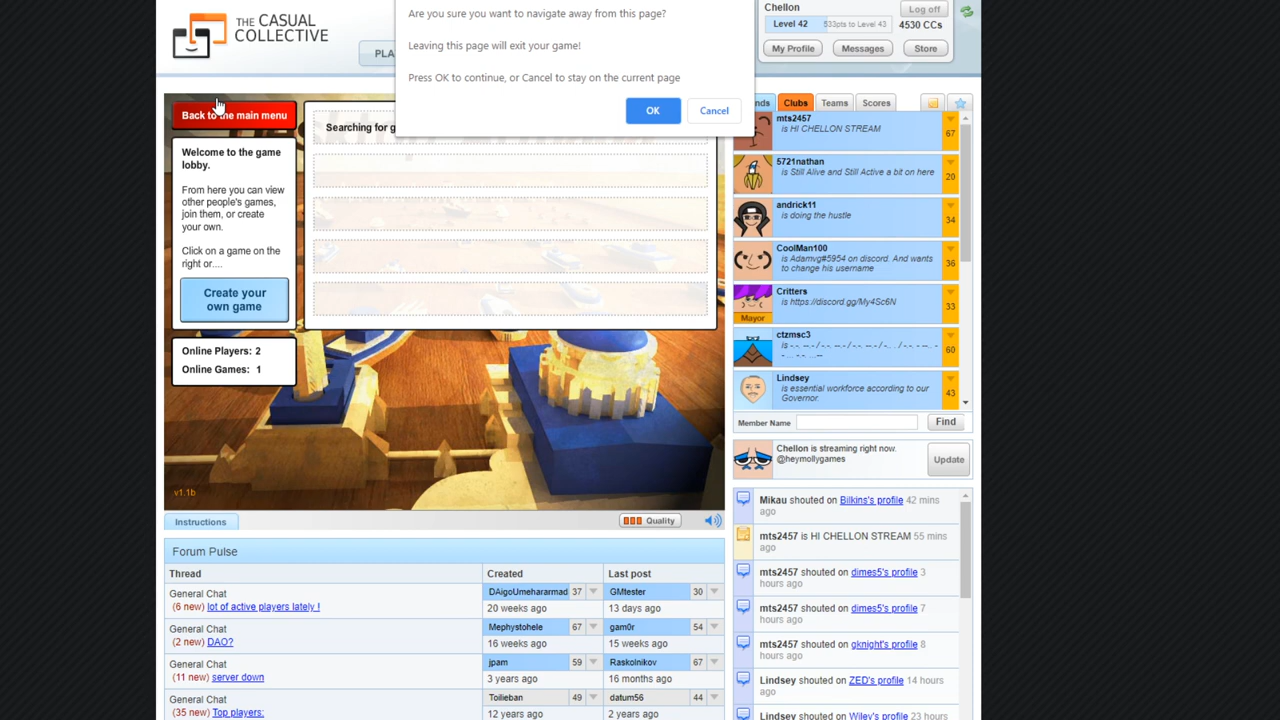 THE CASUAL
COLLECTIVE
PLA
Are you sure you want to navigate away from this page?
Leaving this page will exit your game!
Press OK to continue, or Cancel to stay on the current page
OK
Cancel
Chellon
Log off
Level 42
533pts to Level 43
4530 CCs
My Profile
Messages
Store
Back to the main menu
Welcome to the game
lobby.
From here you can view
other people's games,
join them, or create
your own.
Click on a game on the
right or....
Create your
own game
Online Players: 2
Online Games: 1
Searching for g
v1.1b
Instructions
Quality
nds
Clubs
Teams
Scores
mts2457
is HI CHELLON STREAM
67
5721nathan
is Still Alive and Still Active a bit on here
20
andrick11
is doing the hustle
34
CoolMan100
is Adamvg#5954 on discord. And wants
to change his username
36
Critters
is https://discord.gg/My4Sc6N
Mayor
33
ctzmsc3
60
Lindsey
is essential workforce according to our
Governor.
43
Member Name
Find
Chellon is streaming right now.
@heymollygames
Update
Mikau shouted on Bilkins's profile 42 mins
ago
mts2457 is HI CHELLON STREAM 55 mins
ago
mts2457 shouted on dimes5's profile 3
hours ago
mts2457 shouted on dimes5's profile 7
hours ago
mts2457 shouted on gknight's profile 8
hours ago
Lindsey shouted on ZED's profile 14 hours
ago
Lindsey shouted on Wiley's profile 23 hours
Forum Pulse
Thread
Created
Last post
General Chat
(6 new) lot of active players lately !
DAigoUmehararmad 37
20 weeks ago
GMtester 30
13 days ago
General Chat
(2 new) DAO?
Mephystohele 67
16 weeks ago
gam0r 54
15 weeks ago
General Chat
(11 new) server down
jpam 59
3 years ago
Raskolnikov 67
16 months ago
General Chat
(35 new) Top players:
Toilieban 49
12 years ago
datum56 44
2 years ago